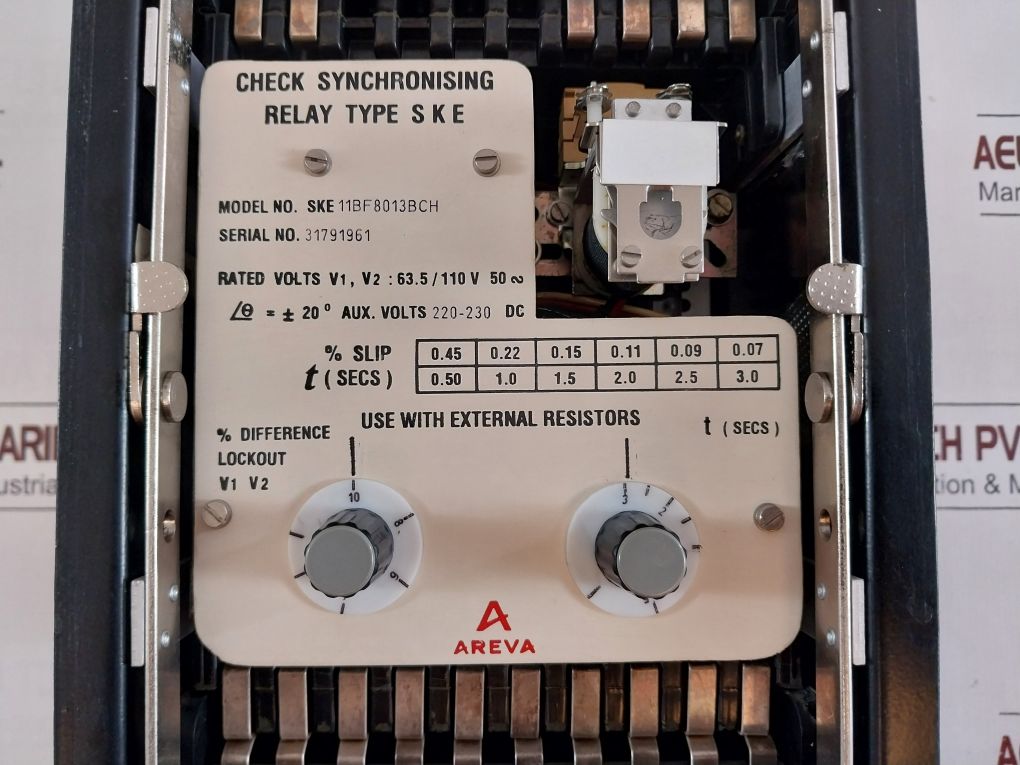 CHECK SYNCHRONISING
RELAY TYPE S K E
MODEL NO. SKE 11BF8013BCH
SERIAL NO. 31791961
RATED VOLTS V1, V2 : 63.5 / 110 V 50 ∾
∠θ = ± 20° AUX. VOLTS 220-230 DC
% SLIP 0.45 0.22 0.15 0.11 0.09 0.07
t (SECS) 0.50 1.0 1.5 2.0 2.5 3.0
USE WITH EXTERNAL RESISTORS
% DIFFERENCE
LOCKOUT
V1 V2
t (SECS)
10
8
6
3
2
A
AREVA